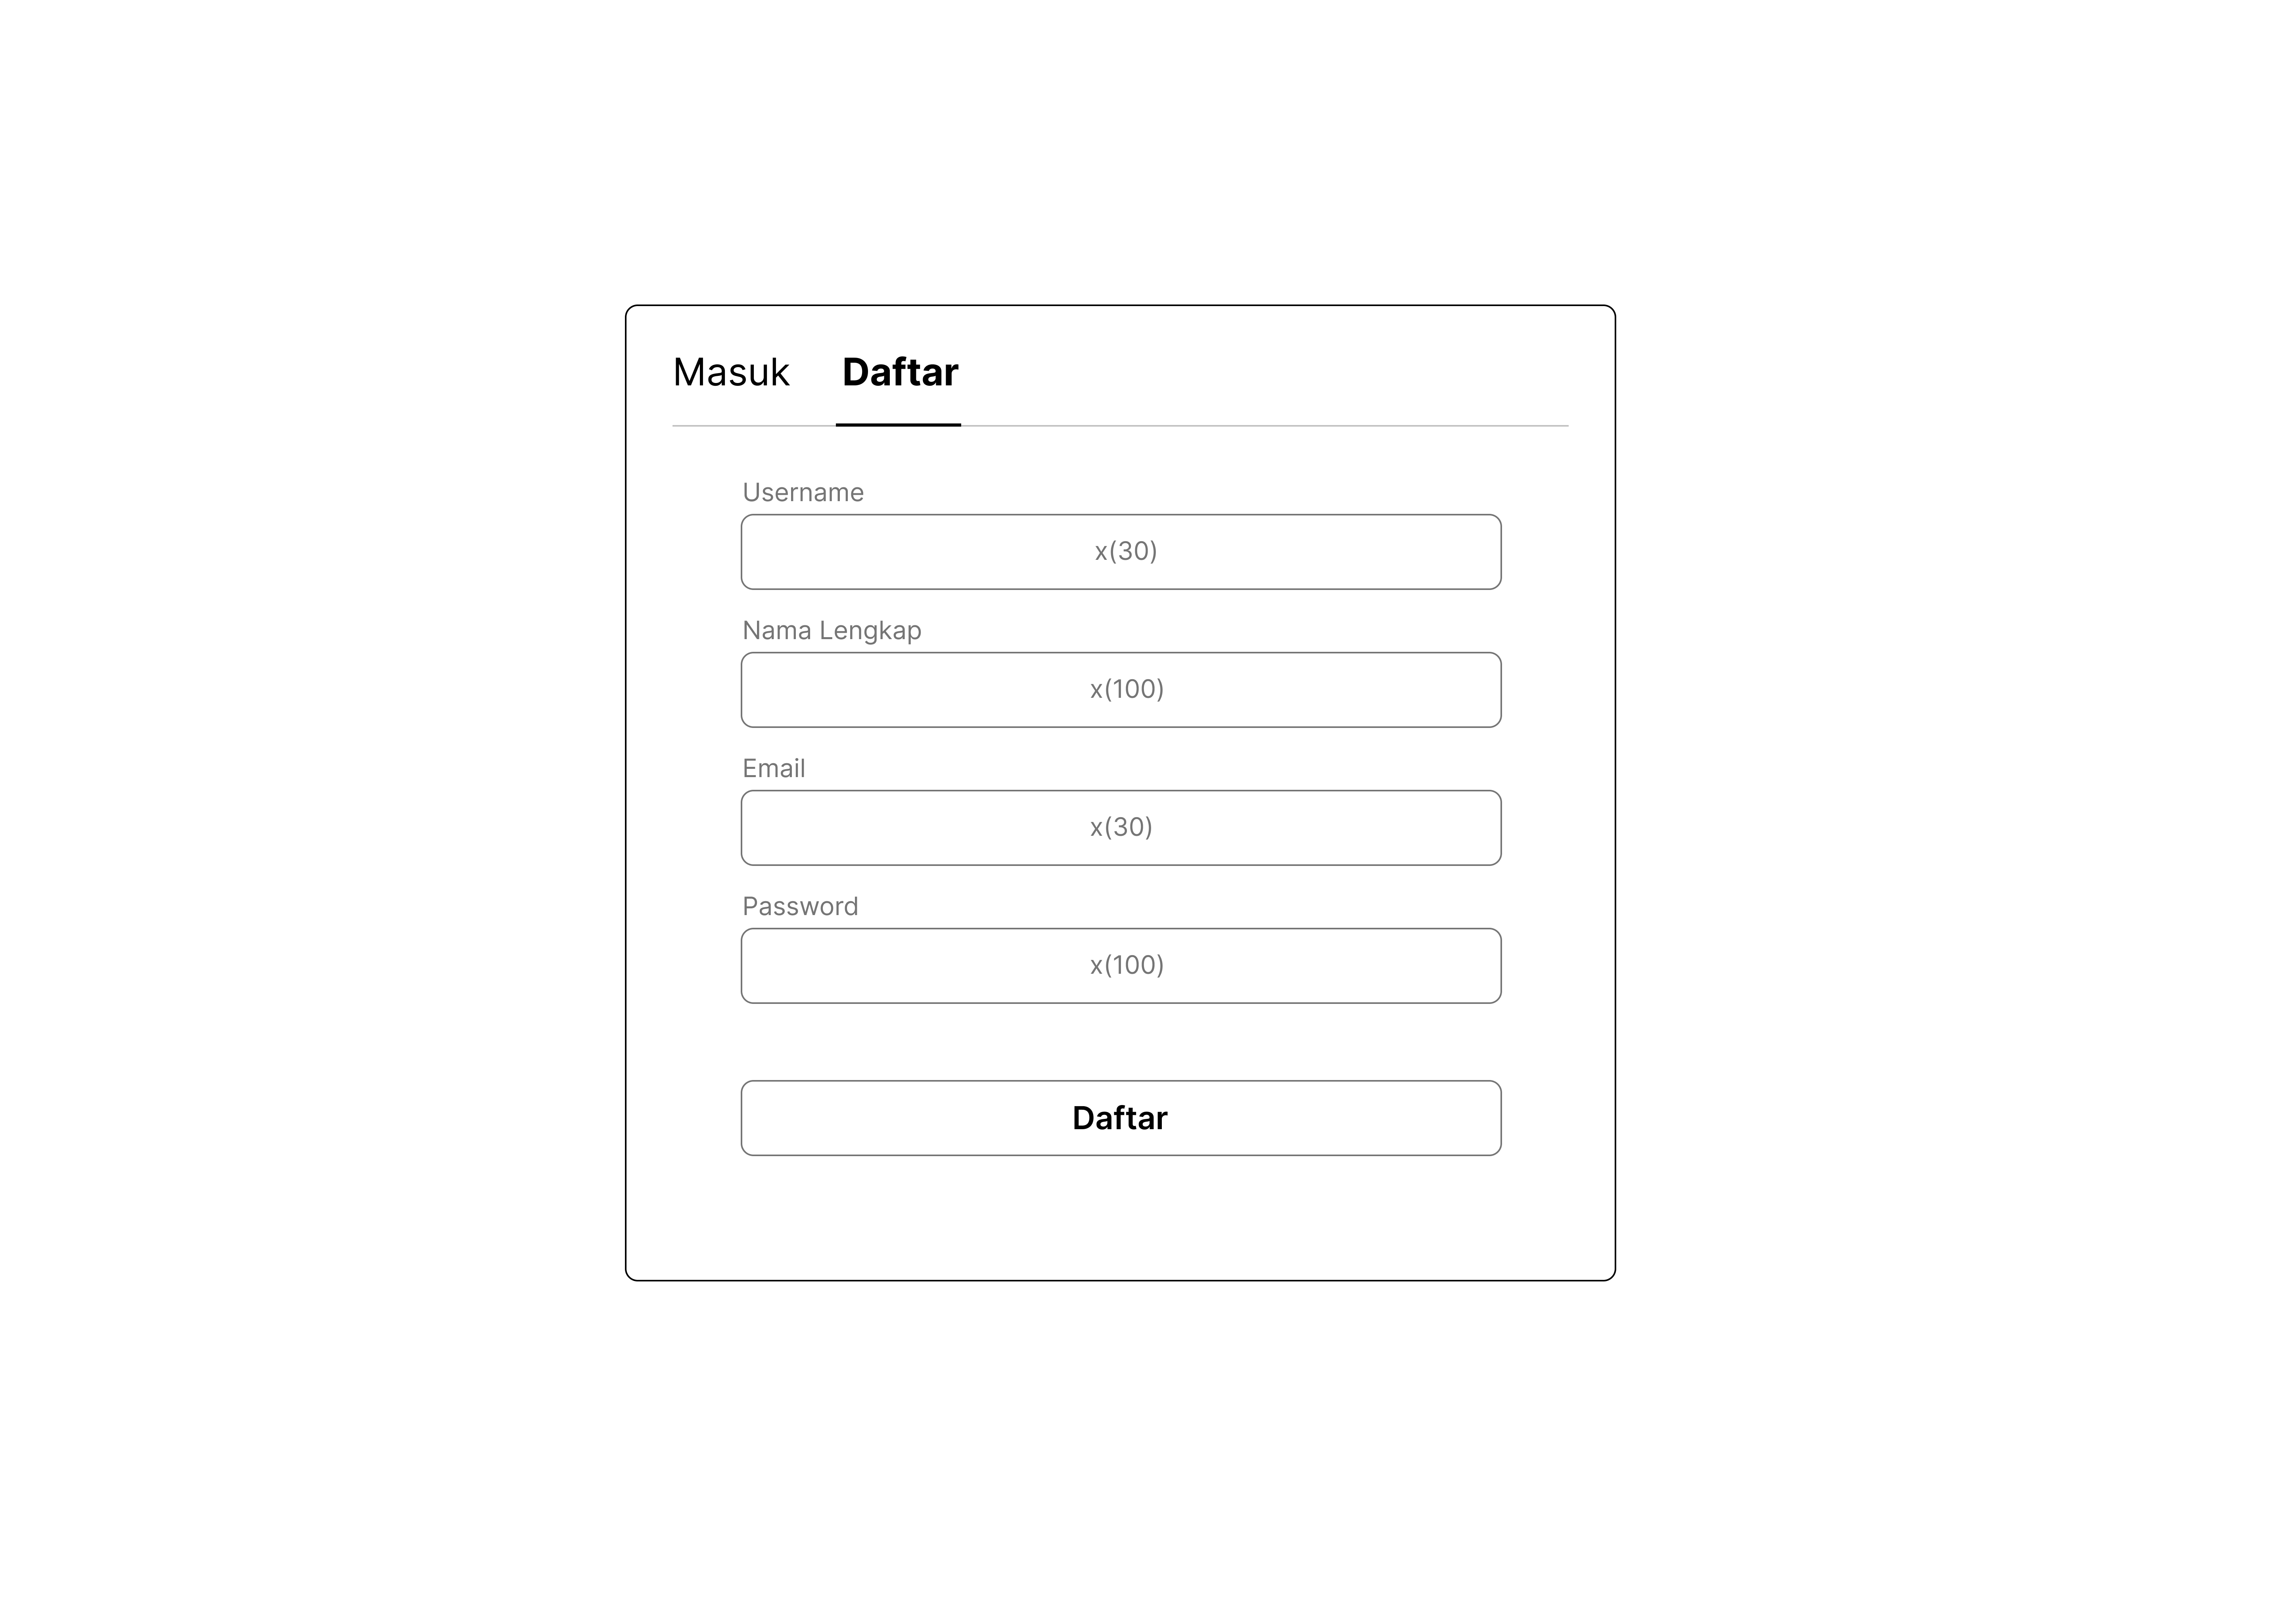 Masuk Daftar
Username
x(30)
Nama Lengkap
x(100)
Email
x(30)
Password
x(100)
Daftar